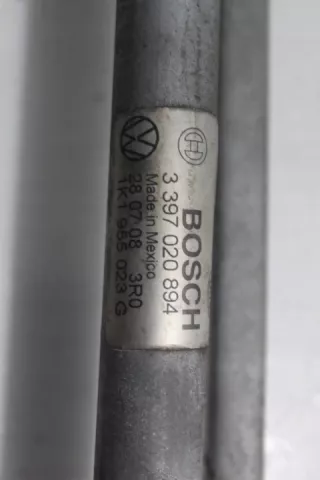 BOSCH
3 397 020 894
Made in Mexico
28 07 08 3R0
1K1 955 023 G